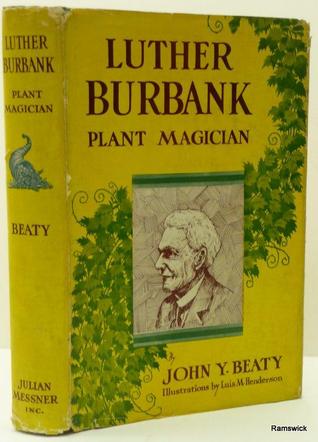 LUTHER
BURBANK
PLANT
MAGICIAN
BEATY
JULIAN
MESSNER
INC.
LUTHER
BURBANK
PLANT MAGICIAN
By
JOHN Y. BEATY
Illustrations by Luis M. Henderson
Ramswick